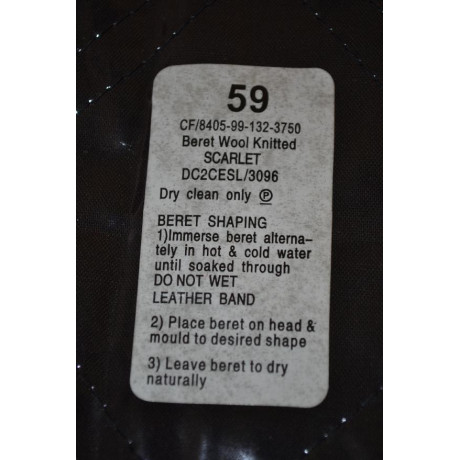 59
CF/8405-99-132-3750
Beret Wool Knitted
SCARLET
DC2CESL/3096
Dry clean only Ⓟ
BERET SHAPING
1)Immerse beret alterna-
tely in hot & cold water
until soaked through
DO NOT WET
LEATHER BAND
2) Place beret on head &
mould to desired shape
3) Leave beret to dry
naturally